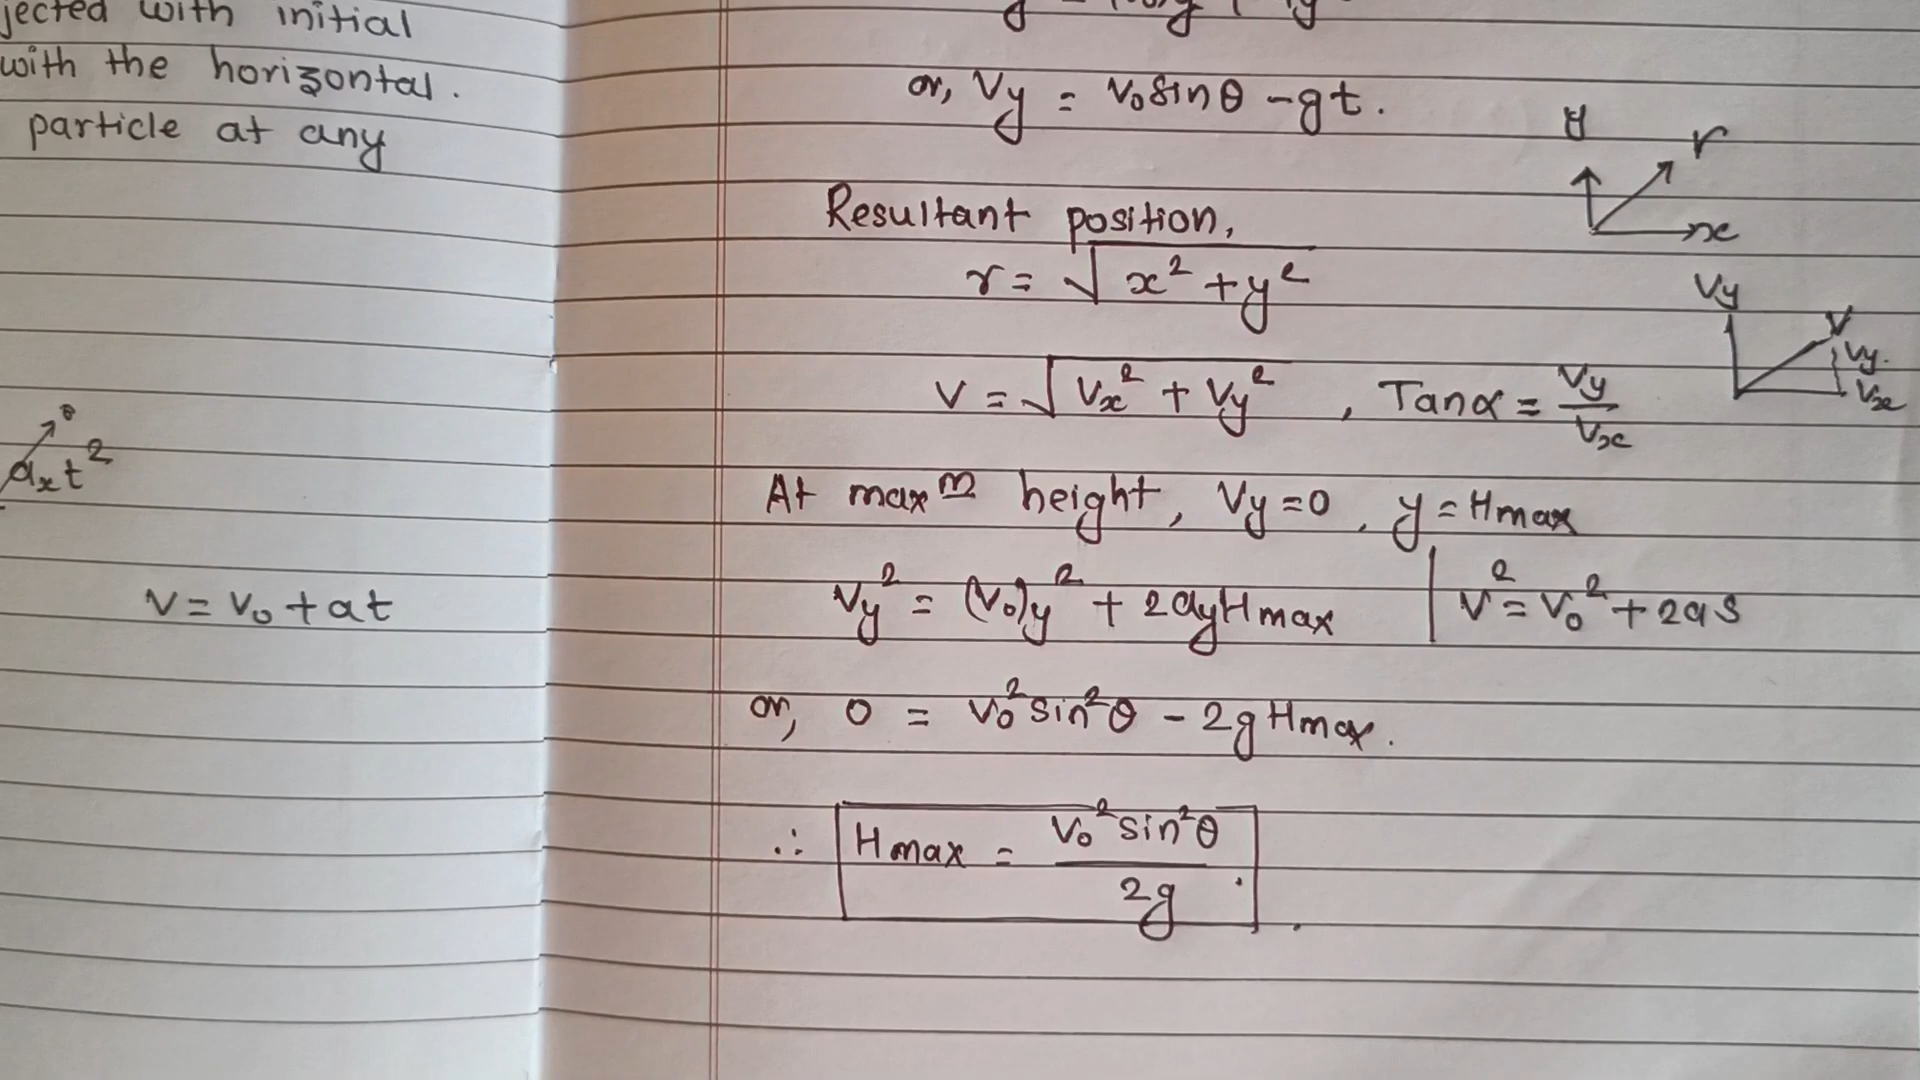 jected with initial
with the horizontal.
particle at any
axt²
V = V₀ + at
or, Vy = V₀ sinθ - gt.
y
r
x
Resultant position,
r = √x² + y²
Vy
V
Vy.
Vx
V = √Vx² + Vy² , Tanα = Vy/Vx
At maxᵐ height, Vy = 0, y = Hmax
Vy² = (V₀)y² + 2ayHmax | V² = V₀² + 2as
or, 0 = V₀² sin²θ - 2gHmax.
∴ Hmax = V₀² sin²θ / 2g .